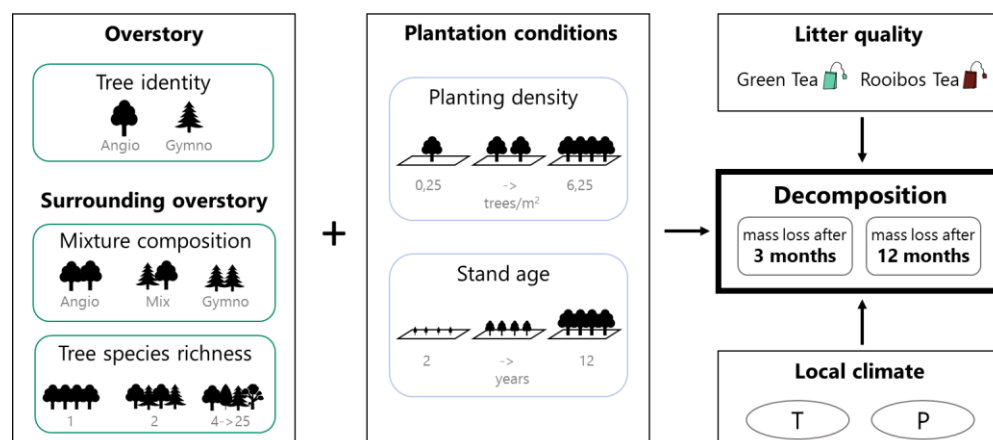 Overstory
Tree identity
Angio Gymno
Surrounding overstory
Mixture composition
Angio Mix Gymno
Tree species richness
1 2 4->25
+
Plantation conditions
Planting density
0,25 -> 6,25
trees/m²
Stand age
2 -> 12
years
Litter quality
Green Tea Rooibos Tea
Decomposition
mass loss after
3 months
mass loss after
12 months
Local climate
T P